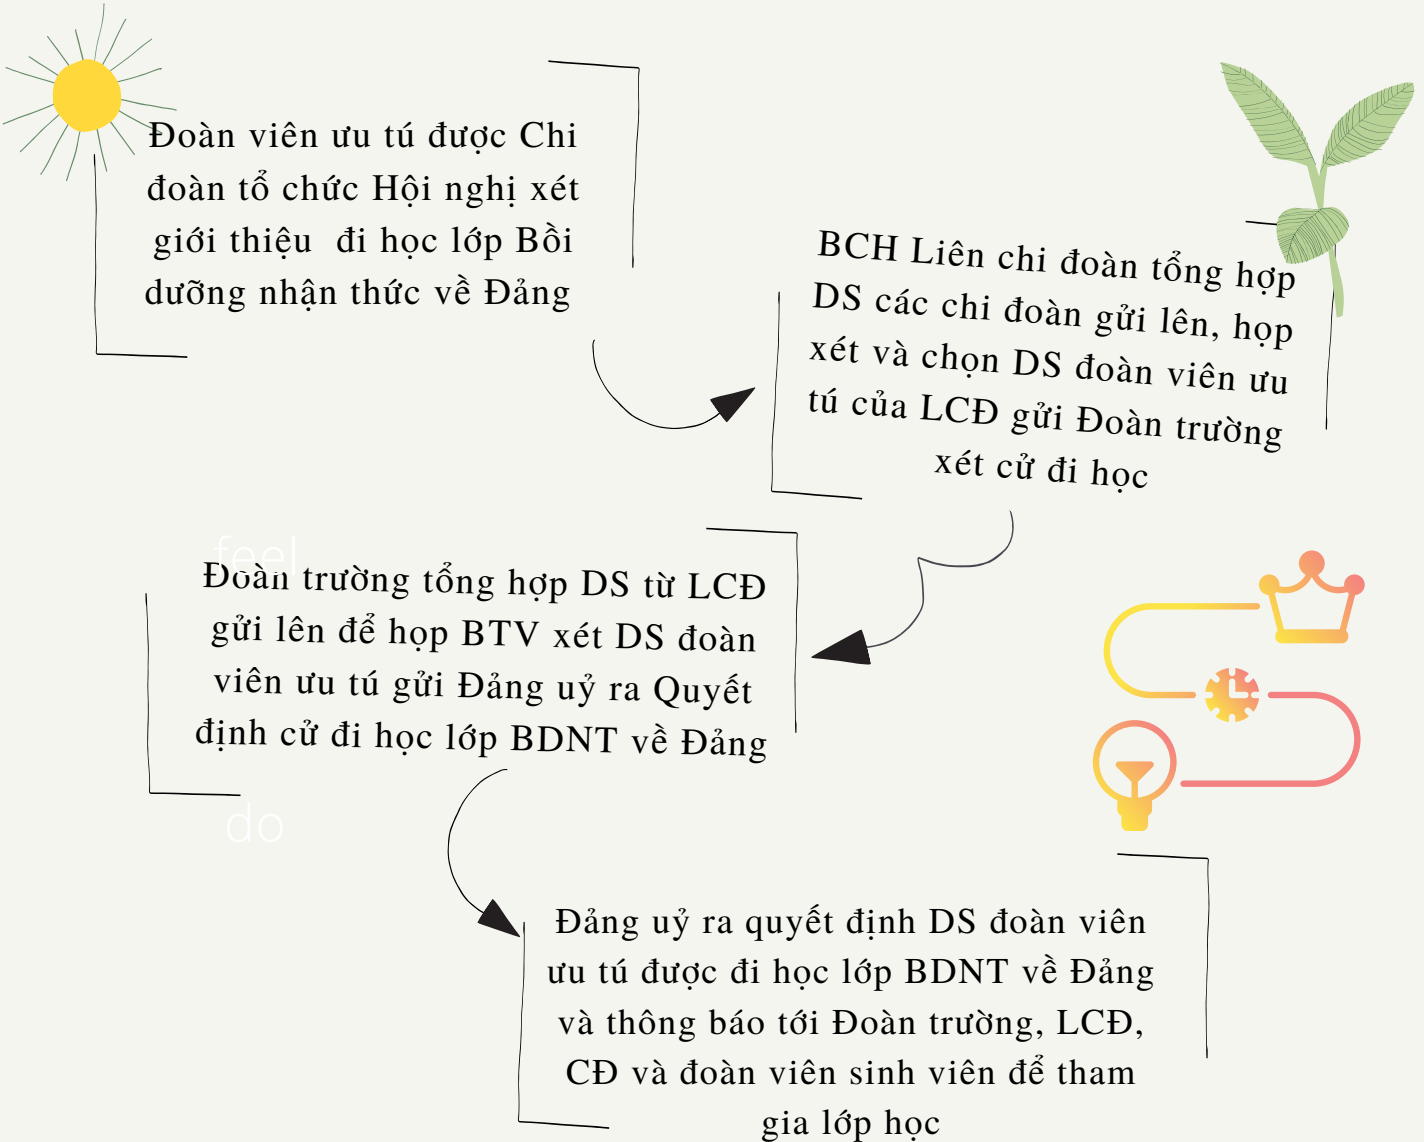 Đoàn viên ưu tú được Chi
đoàn tổ chức Hội nghị xét
giới thiệu đi học lớp Bồi
dưỡng nhận thức về Đảng
BCH Liên chi đoàn tổng hợp
DS các chi đoàn gửi lên, họp
xét và chọn DS đoàn viên ưu
tú của LCĐ gửi Đoàn trường
xét cử đi học
feel
Đoàn trường tổng hợp DS từ LCĐ
gửi lên để họp BTV xét DS đoàn
viên ưu tú gửi Đảng uỷ ra Quyết
định cử đi học lớp BDNT về Đảng
do
Đảng uỷ ra quyết định DS đoàn viên
ưu tú được đi học lớp BDNT về Đảng
và thông báo tới Đoàn trường, LCĐ,
CĐ và đoàn viên sinh viên để tham
gia lớp học